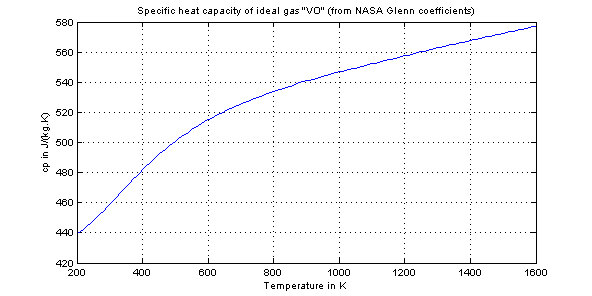 Specific heat capacity of ideal gas "VO" (from NASA Glenn coefficients)
580
560
540
520
500
480
460
440
420
cp in J/(kg.K)
200 400 600 800 1000 1200 1400 1600
Temperature in K